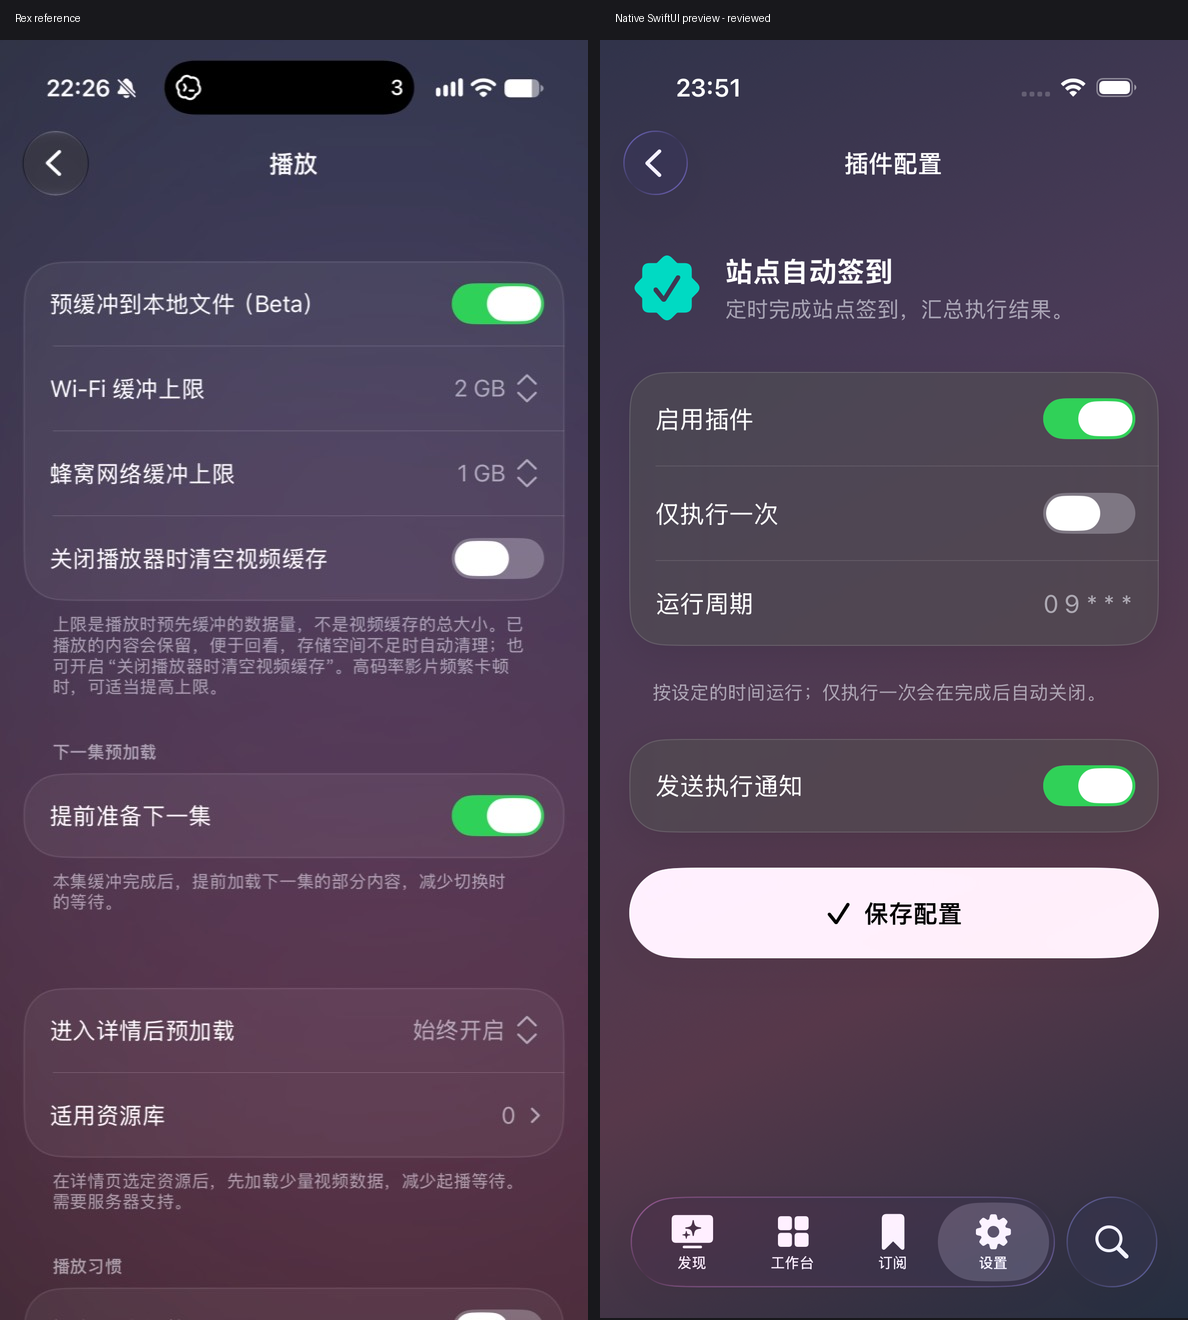 Rex reference
22:26
3
播放
预缓冲到本地文件（Beta）
Wi-Fi 缓冲上限
2 GB
蜂窝网络缓冲上限
1 GB
关闭播放器时清空视频缓存
上限是播放时预先缓冲的数据量，不是视频缓存的总大小。已
播放的内容会保留，便于回看，存储空间不足时自动清理；也
可开启“关闭播放器时清空视频缓存”。高码率影片频繁卡顿
时，可适当提高上限。
下一集预加载
提前准备下一集
本集缓冲完成后，提前加载下一集的部分内容，减少切换时
的等待。
进入详情后预加载
始终开启
适用资源库
0
在详情页选定资源后，先加载少量视频数据，减少起播等待。
需要服务器支持。
播放习惯
Native SwiftUI preview - reviewed
23:51
插件配置
站点自动签到
定时完成站点签到，汇总执行结果。
启用插件
仅执行一次
运行周期
0 9 * * *
按设定的时间运行；仅执行一次会在完成后自动关闭。
发送执行通知
保存配置
发现
工作台
订阅
设置